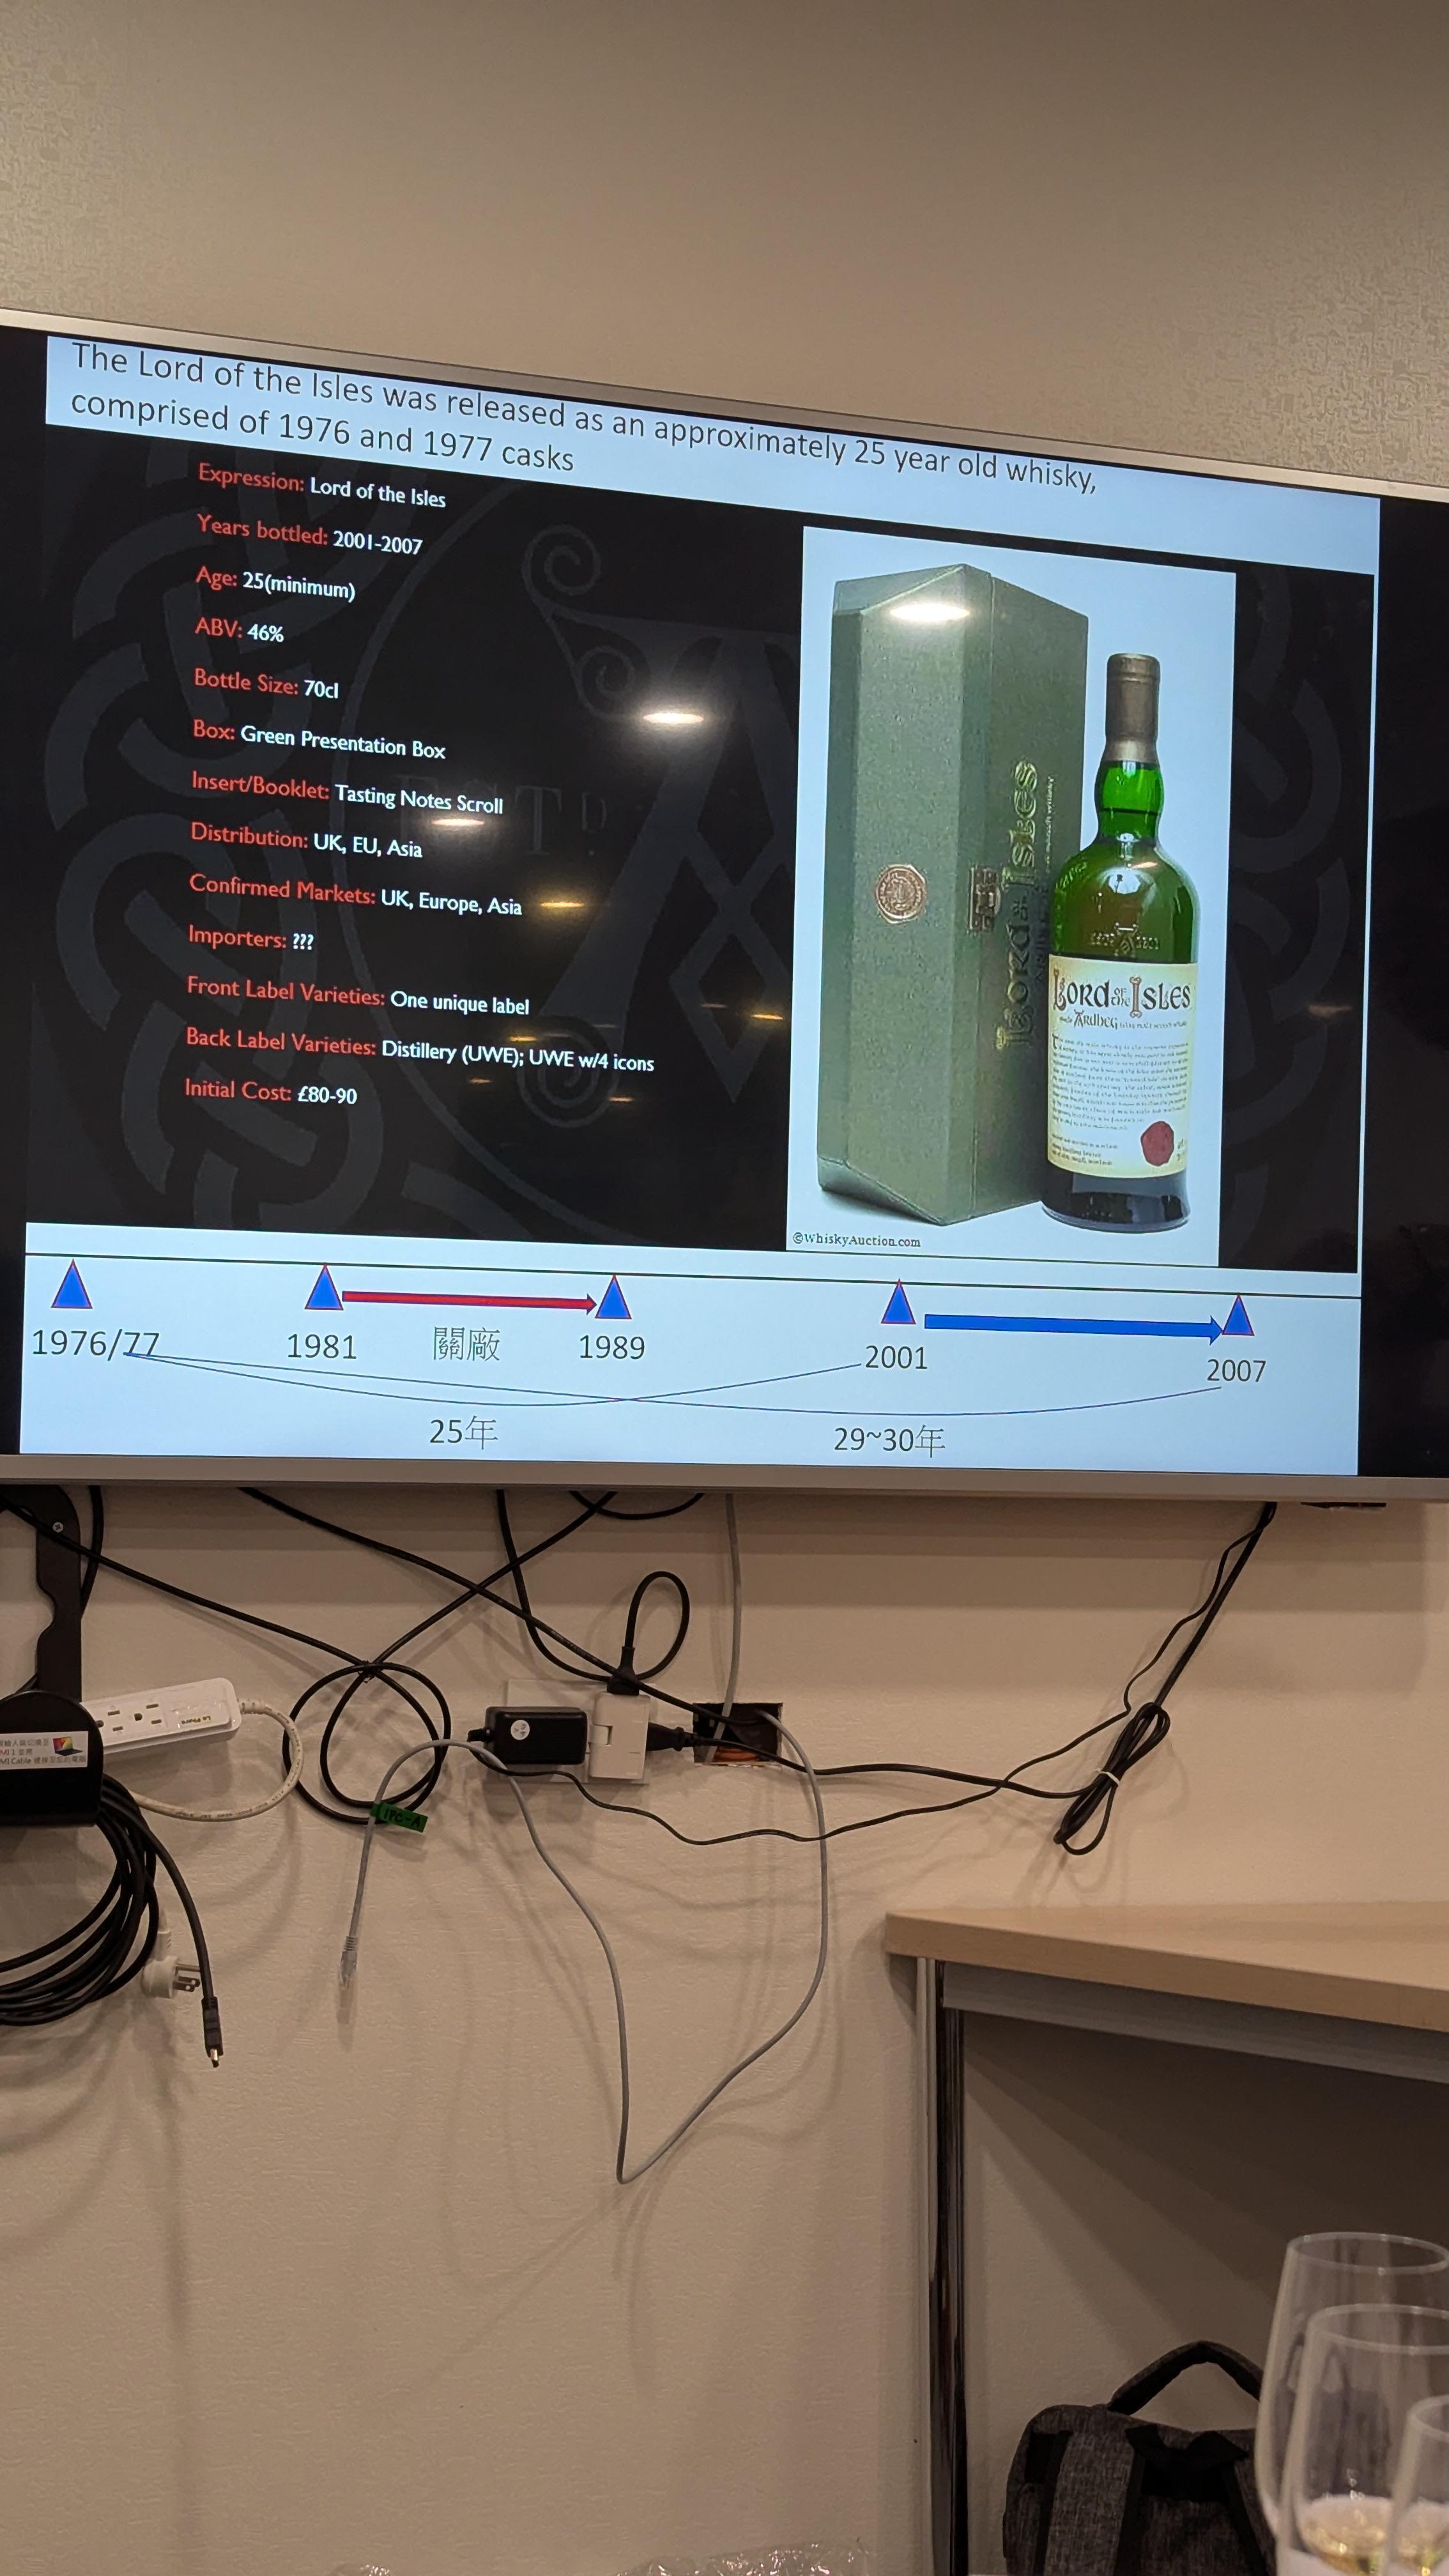 The Lord of the Isles was released as an approximately 25 year old whisky,
comprised of 1976 and 1977 casks
Expression: Lord of the Isles
Years bottled: 2001-2007
Age: 25(minimum)
ABV: 46%
Bottle Size: 70cl
Box: Green Presentation Box
Insert/Booklet: Tasting Notes Scroll
Distribution: UK, EU, Asia
Confirmed Markets: UK, Europe, Asia
Importers: ???
Front Label Varieties: One unique label
Back Label Varieties: Distillery (UWE); UWE w/4 icons
Initial Cost: £80-90
ESTD
Lord of the Isles
LORD OF the ISLES
ARdbeg
©WhiskyAuction.com
1976/77
1981
關廠
1989
2001
2007
25年
29~30年
IPC-A